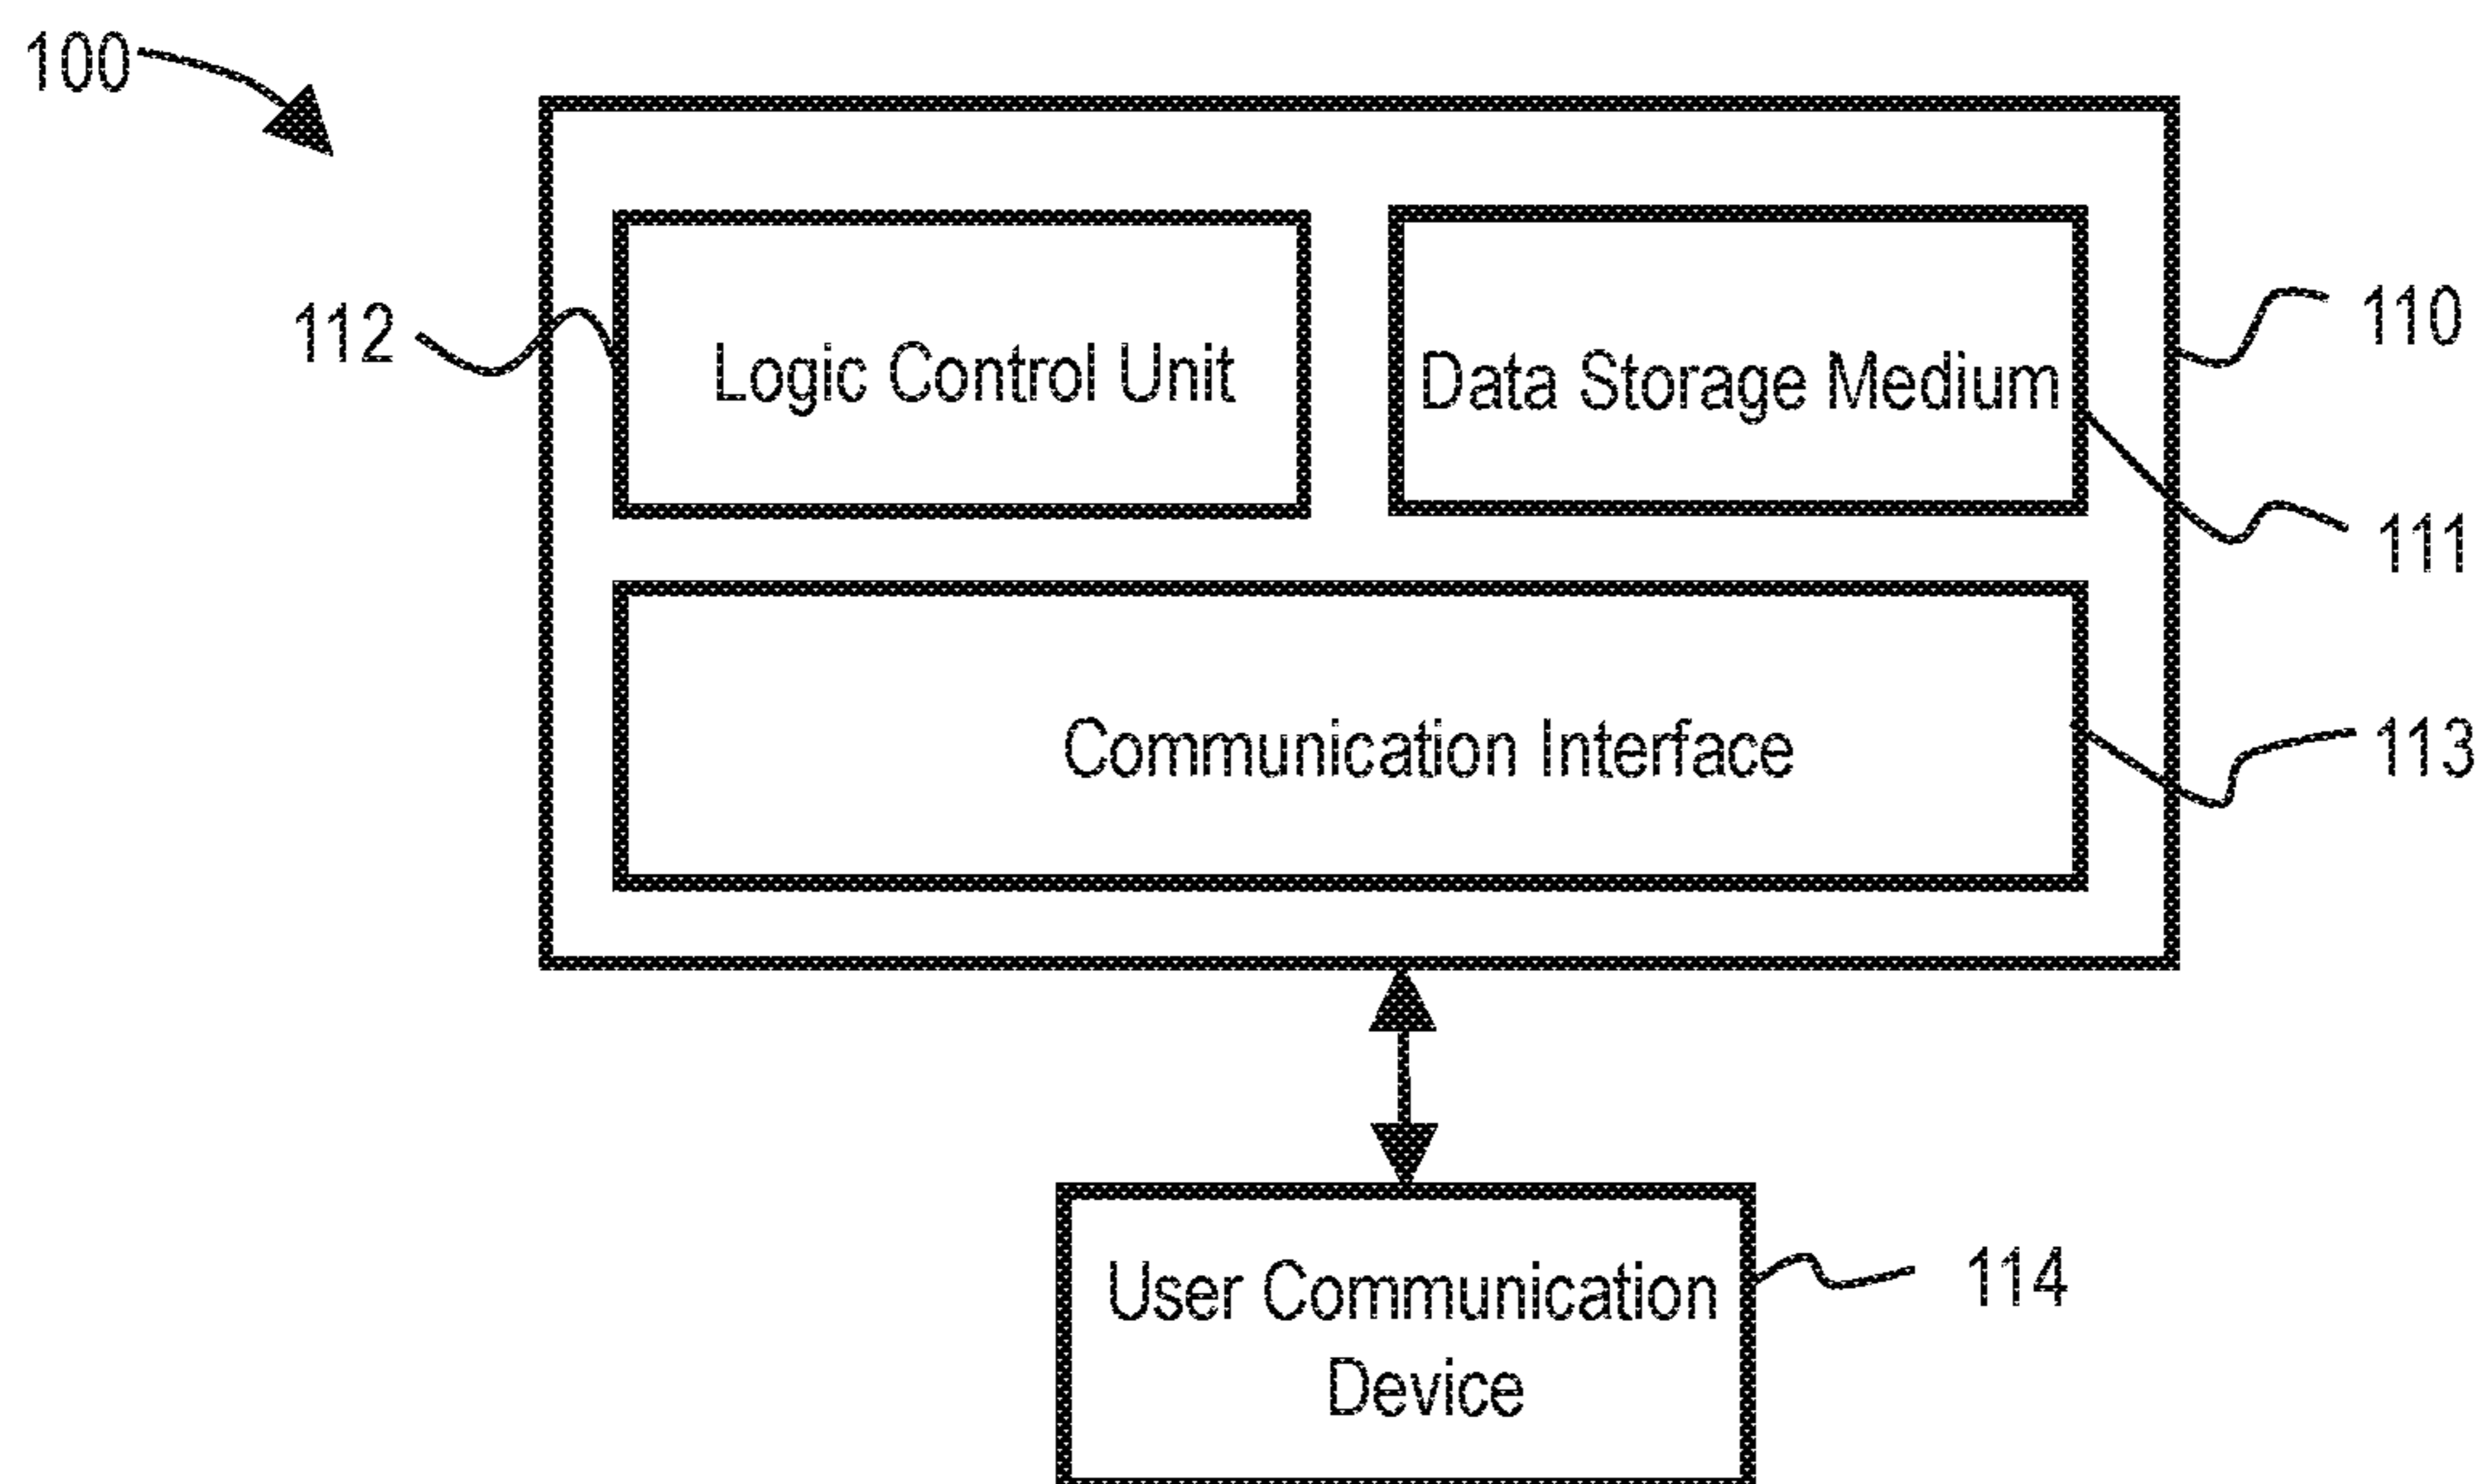 100
112
Logic Control Unit
Data Storage Medium
110
111
Communication Interface
113
User Communication
Device
114